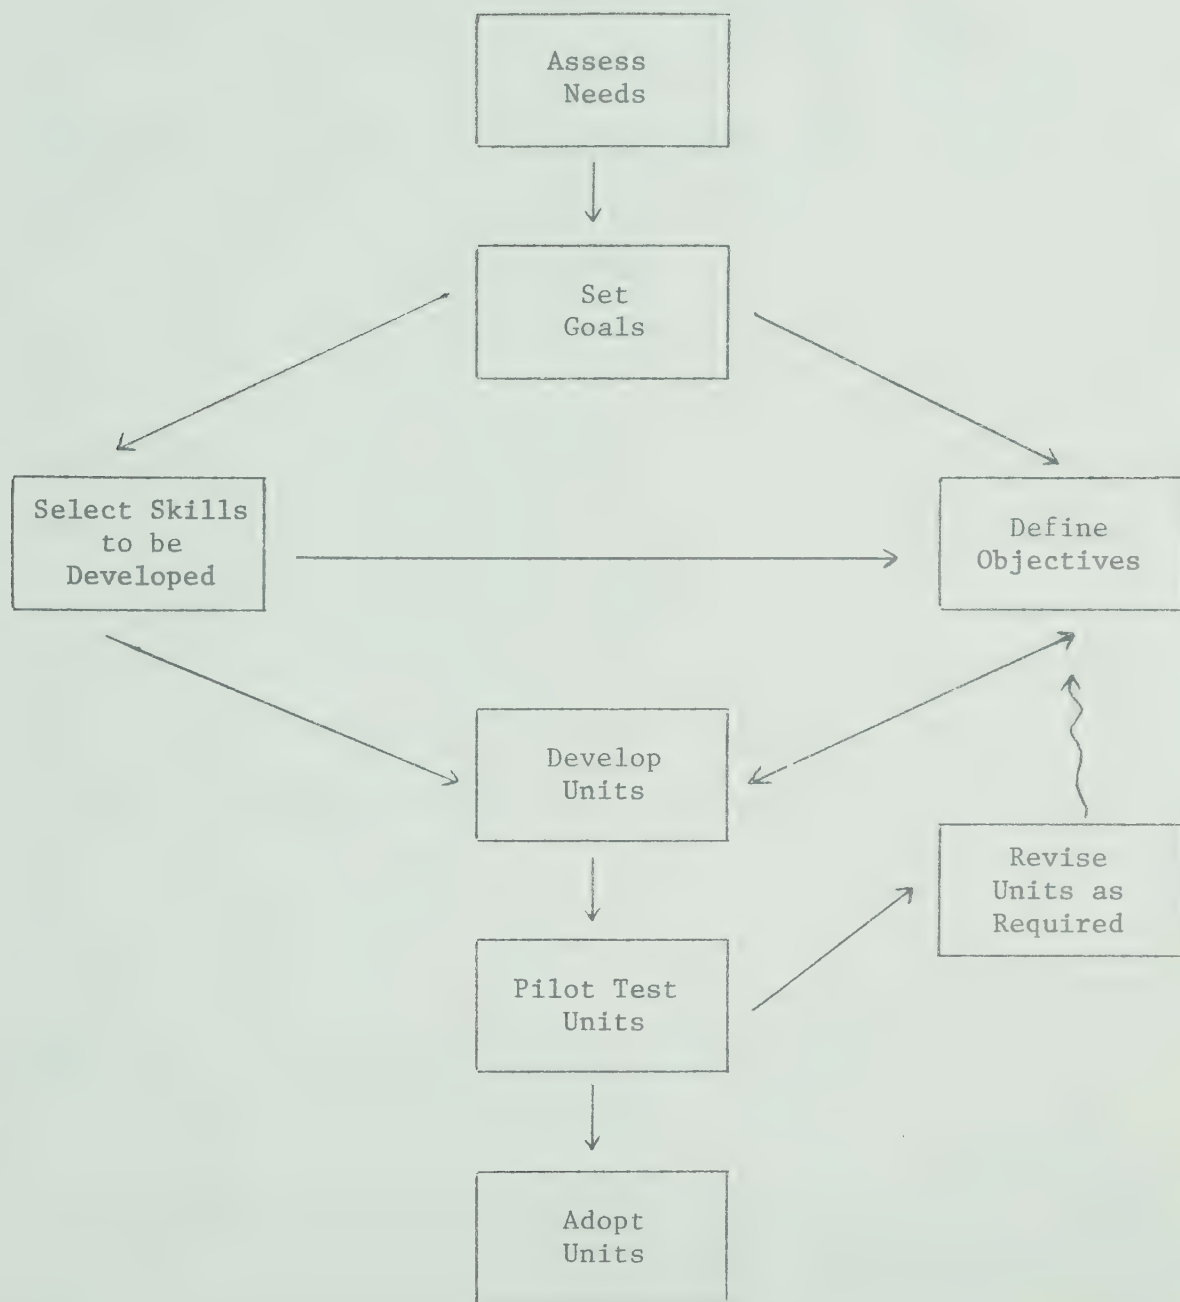 Assess
Needs
Set
Goals
Select Skills
to be
Developed
Define
Objectives
Develop
Units
Revise
Units as
Required
Pilot Test
Units
Adopt
Units